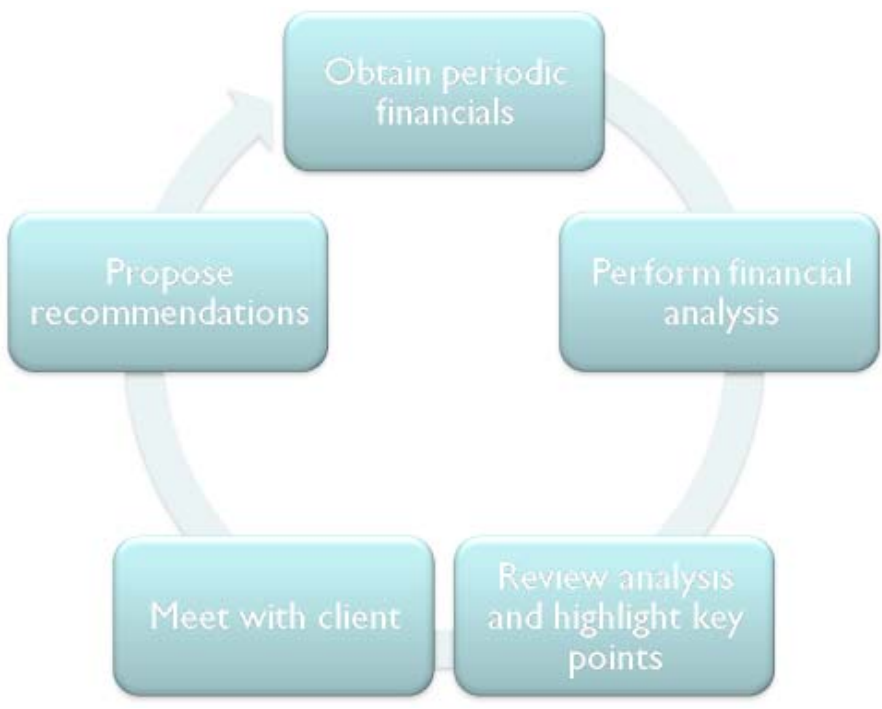 Obtain periodic
financials
Perform financial
analysis
Review analysis
and highlight key
points
Meet with client
Propose
recommendations